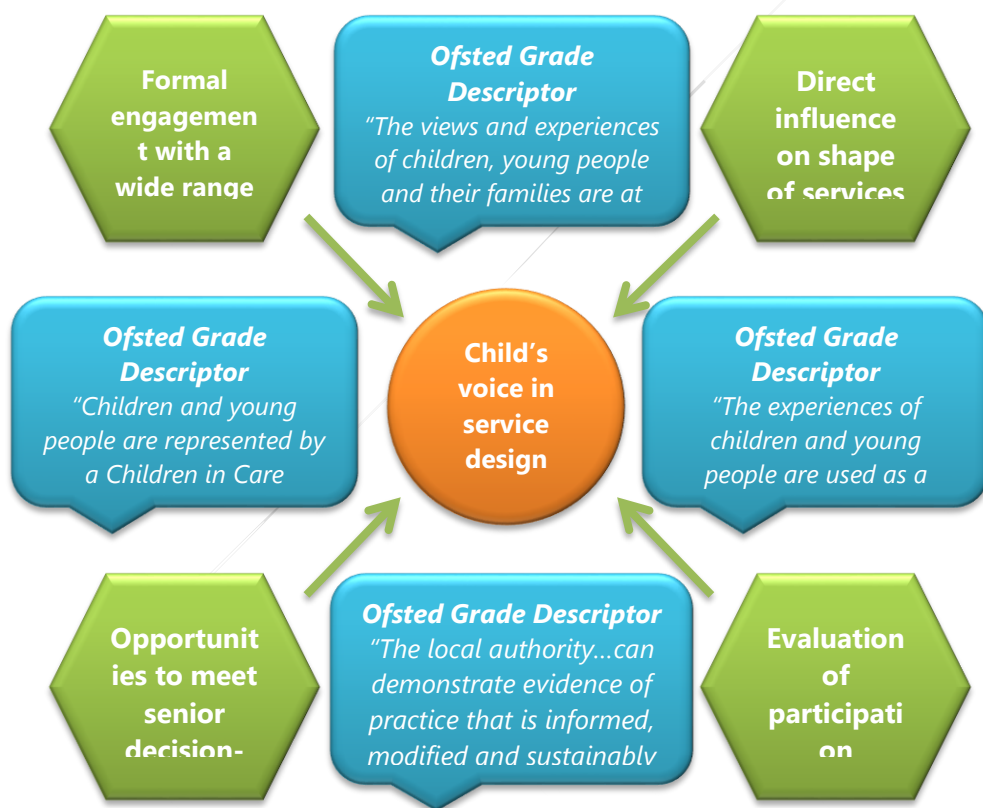 Formal
engagemen
t with a
wide range
Ofsted Grade
Descriptor
“The views and experiences
of children, young people
and their families are at
Direct
influence
on shape
of services
Ofsted Grade
Descriptor
“Children and young
people are represented by
a Children in Care
Child’s
voice in
service
design
Ofsted Grade
Descriptor
“The experiences of
children and young
people are used as a
Opportunit
ies to meet
senior
decision-
Ofsted Grade Descriptor
“The local authority...can
demonstrate evidence of
practice that is informed,
modified and sustainably
Evaluation
of
participati
on